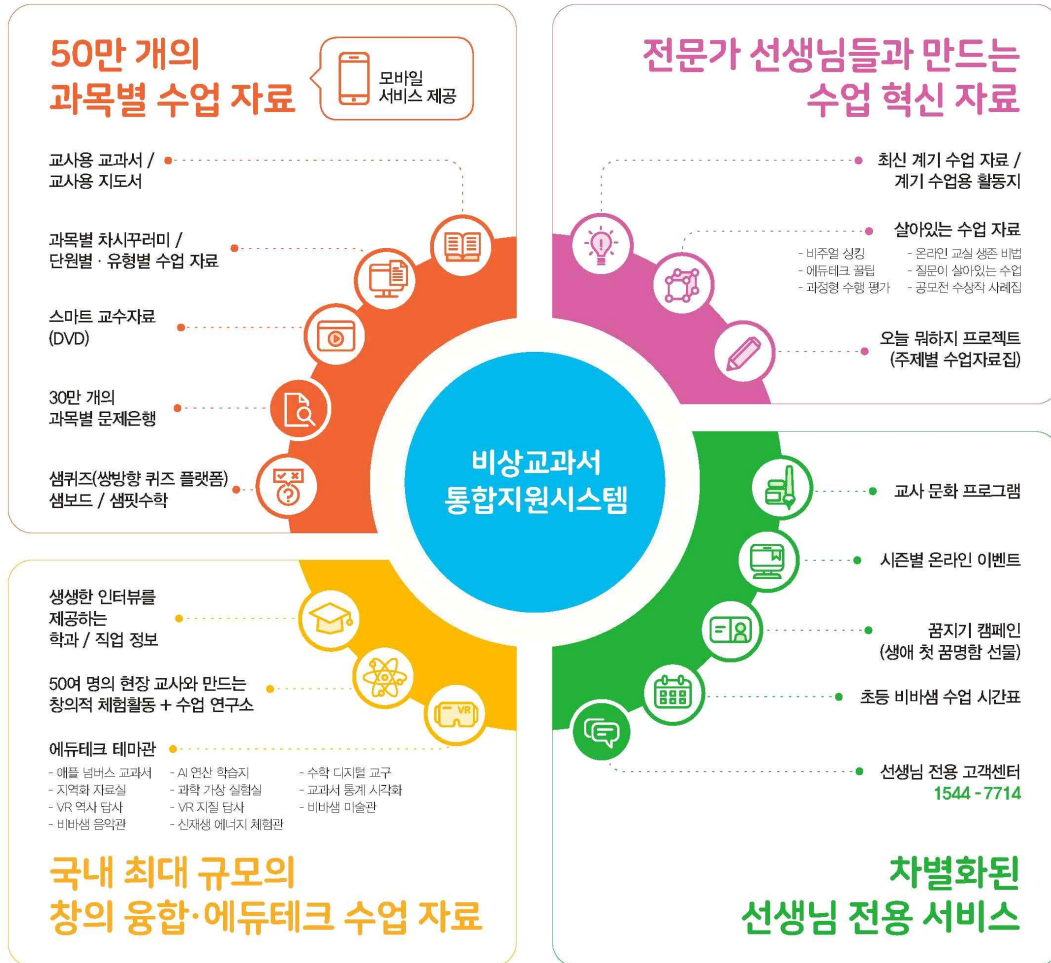 50만 개의
과목별 수업 자료
모바일
서비스 제공
교사용 교과서 /
교사용 지도서
과목별 차시꾸러미 /
단원별 · 유형별 수업 자료
스마트 교수자료
(DVD)
30만 개의
과목별 문제은행
샘퀴즈(쌍방향 퀴즈 플랫폼)
샘보드 / 샘핏수학
전문가 선생님들과 만드는
수업 혁신 자료
최신 계기 수업 자료 /
계기 수업용 활동지
살아있는 수업 자료
- 비주얼 싱킹
- 에듀테크 꿀팁
- 과정형 수행 평가
- 온라인 교실 생존 비법
- 질문이 살아있는 수업
- 공모전 수상작 사례집
오늘 뭐하지 프로젝트
(주제별 수업자료집)
비상교과서
통합지원시스템
생생한 인터뷰를
제공하는
학과 / 직업 정보
50여 명의 현장 교사와 만드는
창의적 체험활동 + 수업 연구소
VR
에듀테크 테마관
- 애플 넘버스 교과서
- 지역화 자료실
- VR 역사 답사
- 비바샘 음악관
- AI 연산 학습지
- 과학 가상 실험실
- VR 지질 답사
- 신재생 에너지 체험관
- 수학 디지털 교구
- 교과서 통계 시각화
- 비바샘 미술관
국내 최대 규모의
창의 융합·에듀테크 수업 자료
교사 문화 프로그램
시즌별 온라인 이벤트
꿈지기 캠페인
(생애 첫 꿈명함 선물)
초등 비바샘 수업 시간표
선생님 전용 고객센터
1544 - 7714
차별화된
선생님 전용 서비스